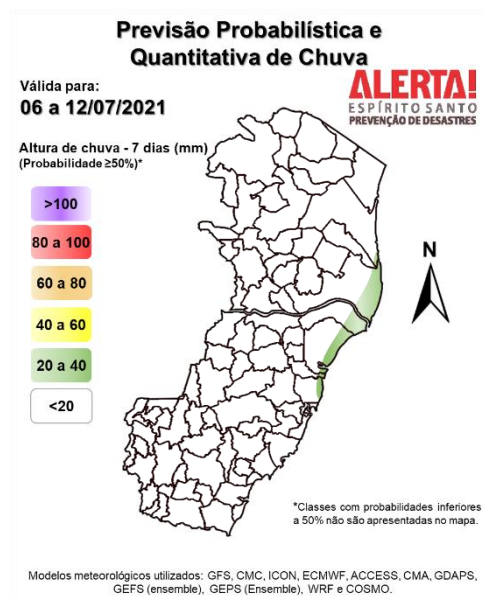 Previsão Probabilística e
Quantitativa de Chuva
Válida para:
06 a 12/07/2021
ALERTA!
ESPÍRITO SANTO
PREVENÇÃO DE DESASTRES
Altura de chuva - 7 dias (mm)
(Probabilidade ≥50%)*
>100
80 a 100
60 a 80
40 a 60
20 a 40
<20
N
*Classes com probabilidades inferiores
a 50% não são apresentadas no mapa.
Modelos meteorológicos utilizados: GFS, CMC, ICON, ECMWF, ACCESS, CMA, GDAPS,
GEFS (ensemble), GEPS (Ensemble), WRF e COSMO.